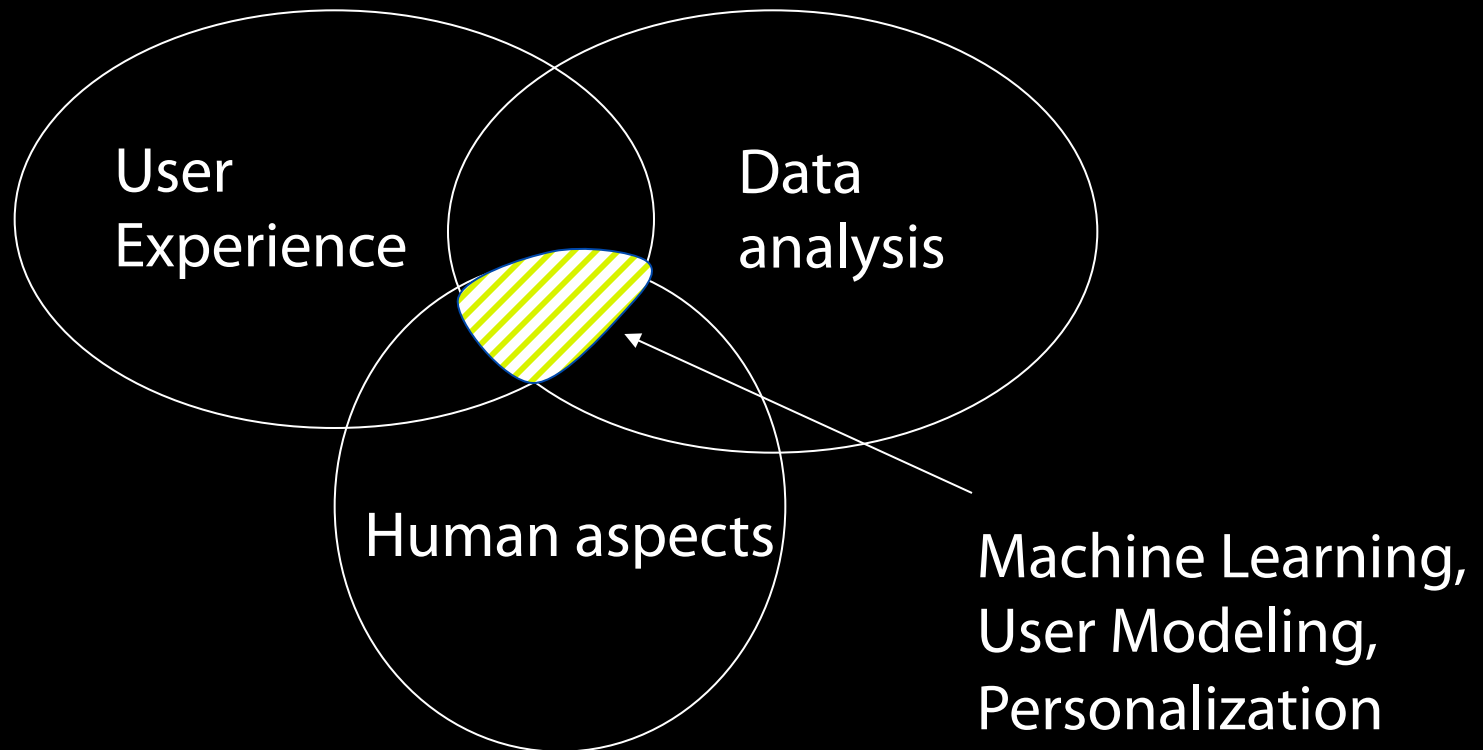 User
Experience
Data
analysis
Human aspects
Machine Learning,
User Modeling,
Personalization